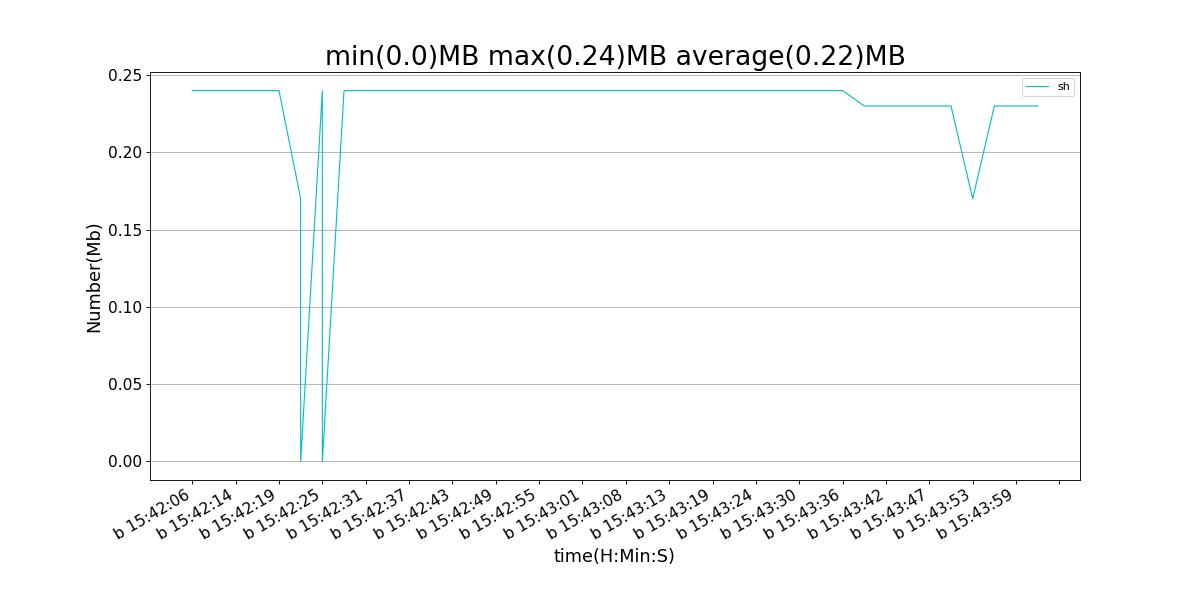 min(0.0)MB max(0.24)MB average(0.22)MB
sh
0.25
0.20
0.15
0.10
0.05
0.00
Number(Mb)
b 15:42:06
b 15:42:14
b 15:42:19
b 15:42:25
b 15:42:31
b 15:42:37
b 15:42:43
b 15:42:49
b 15:42:55
b 15:43:01
b 15:43:08
b 15:43:13
b 15:43:19
b 15:43:24
b 15:43:30
b 15:43:36
b 15:43:42
b 15:43:47
b 15:43:53
b 15:43:59
time(H:Min:S)